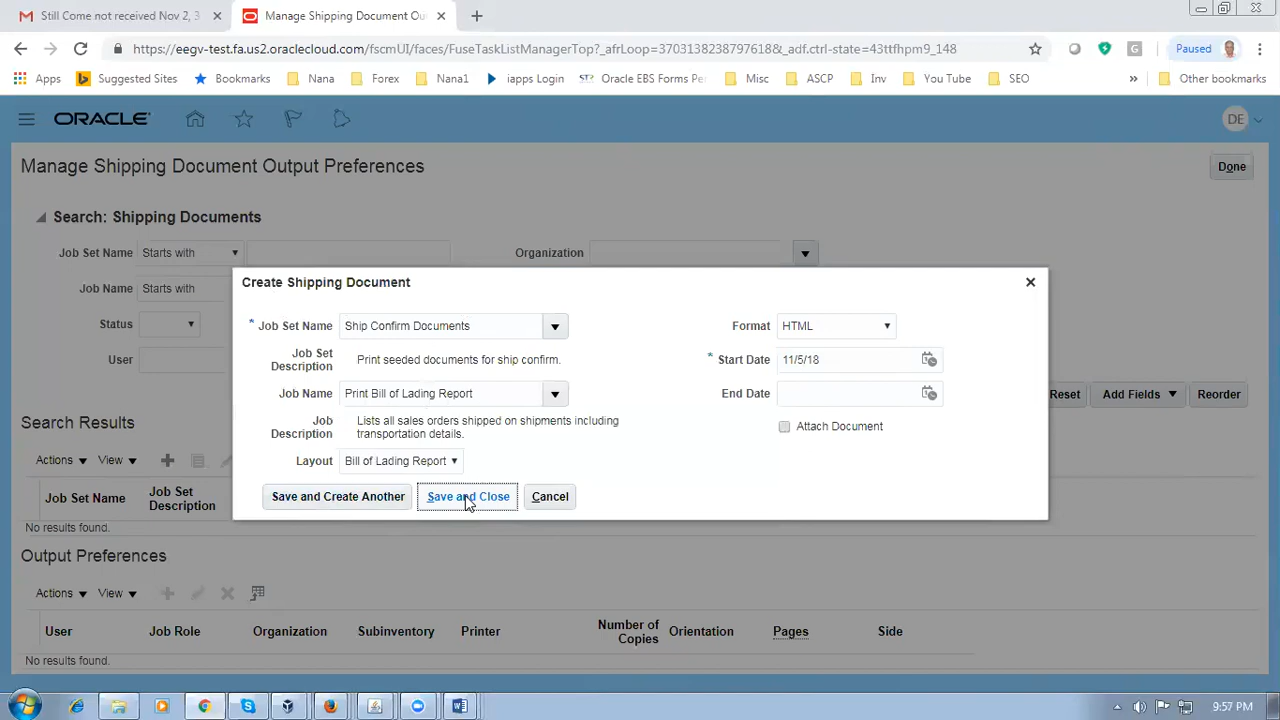 Still Come not received Nov 2, 3
Manage Shipping Document Ou
https://eegv-test.fa.us2.oraclecloud.com/fscmUI/faces/FuseTaskListManagerTop?_afrLoop=3703138238797618&_adf.ctrl-state=43ttfhpm9_148
Paused
Apps
Suggested Sites
Bookmarks
Nana
Forex
Nana1
iapps Login
Oracle EBS Forms Pe
Misc
ASCP
Inv
You Tube
SEO
»
Other bookmarks
ORACLE
DE
Manage Shipping Document Output Preferences
Done
Search: Shipping Documents
Job Set Name Starts with
Organization
Job Name Starts with
Status
User
Create Shipping Document
* Job Set Name Ship Confirm Documents
Format HTML
Job Set
Description
Print seeded documents for ship confirm.
* Start Date 11/5/18
Job Name Print Bill of Lading Report
End Date
Job
Description
Lists all sales orders shipped on shipments including
transportation details.
Attach Document
Layout Bill of Lading Report
Save and Create Another
Save and Close
Cancel
Reset
Add Fields
Reorder
Search Results
Actions
View
Job Set Name
Job Set
Description
No results found.
Output Preferences
Actions
View
User
Job Role
Organization
Subinventory
Printer
Number of
Copies
Orientation
Pages
Side
No results found.
9:57 PM